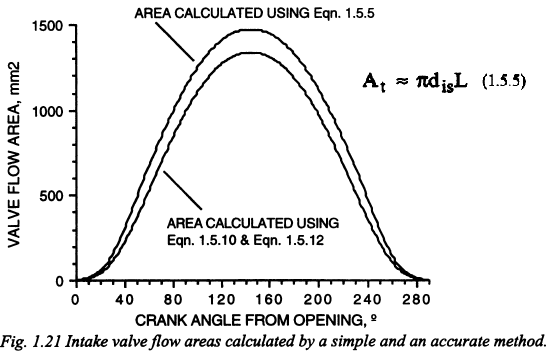 AREA CALCULATED USING Eqn. 1.5.5
1500
1000
500
0
VALVE FLOW AREA, mm2
A_t ≈ πd_isL (1.5.5)
AREA CALCULATED USING
Eqn. 1.5.10 & Eqn. 1.5.12
0 40 80 120 160 200 240 280
CRANK ANGLE FROM OPENING, º
Fig. 1.21 Intake valve flow areas calculated by a simple and an accurate method.